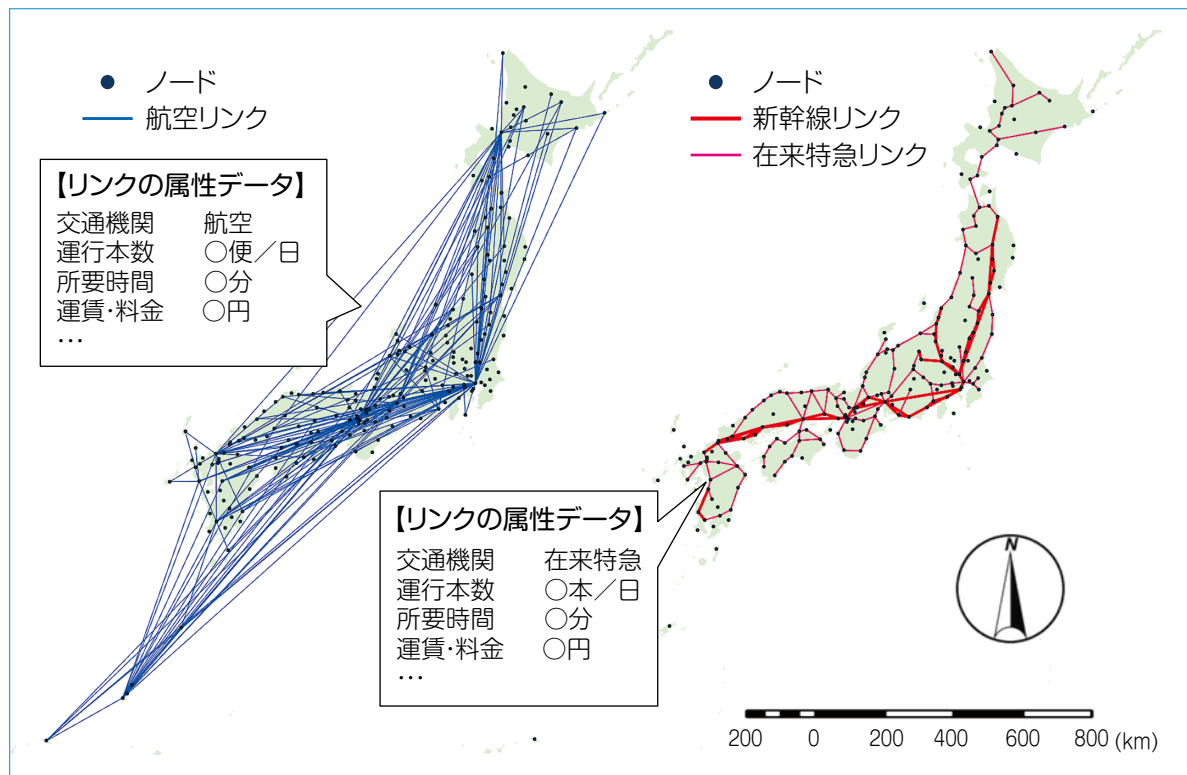 ノード
航空リンク
【リンクの属性データ】
交通機関 航空
運行本数 ○便／日
所要時間 ○分
運賃・料金 ○円
…
ノード
新幹線リンク
在来特急リンク
【リンクの属性データ】
交通機関 在来特急
運行本数 ○本／日
所要時間 ○分
運賃・料金 ○円
…
N
200 0 200 400 600 800 (km)